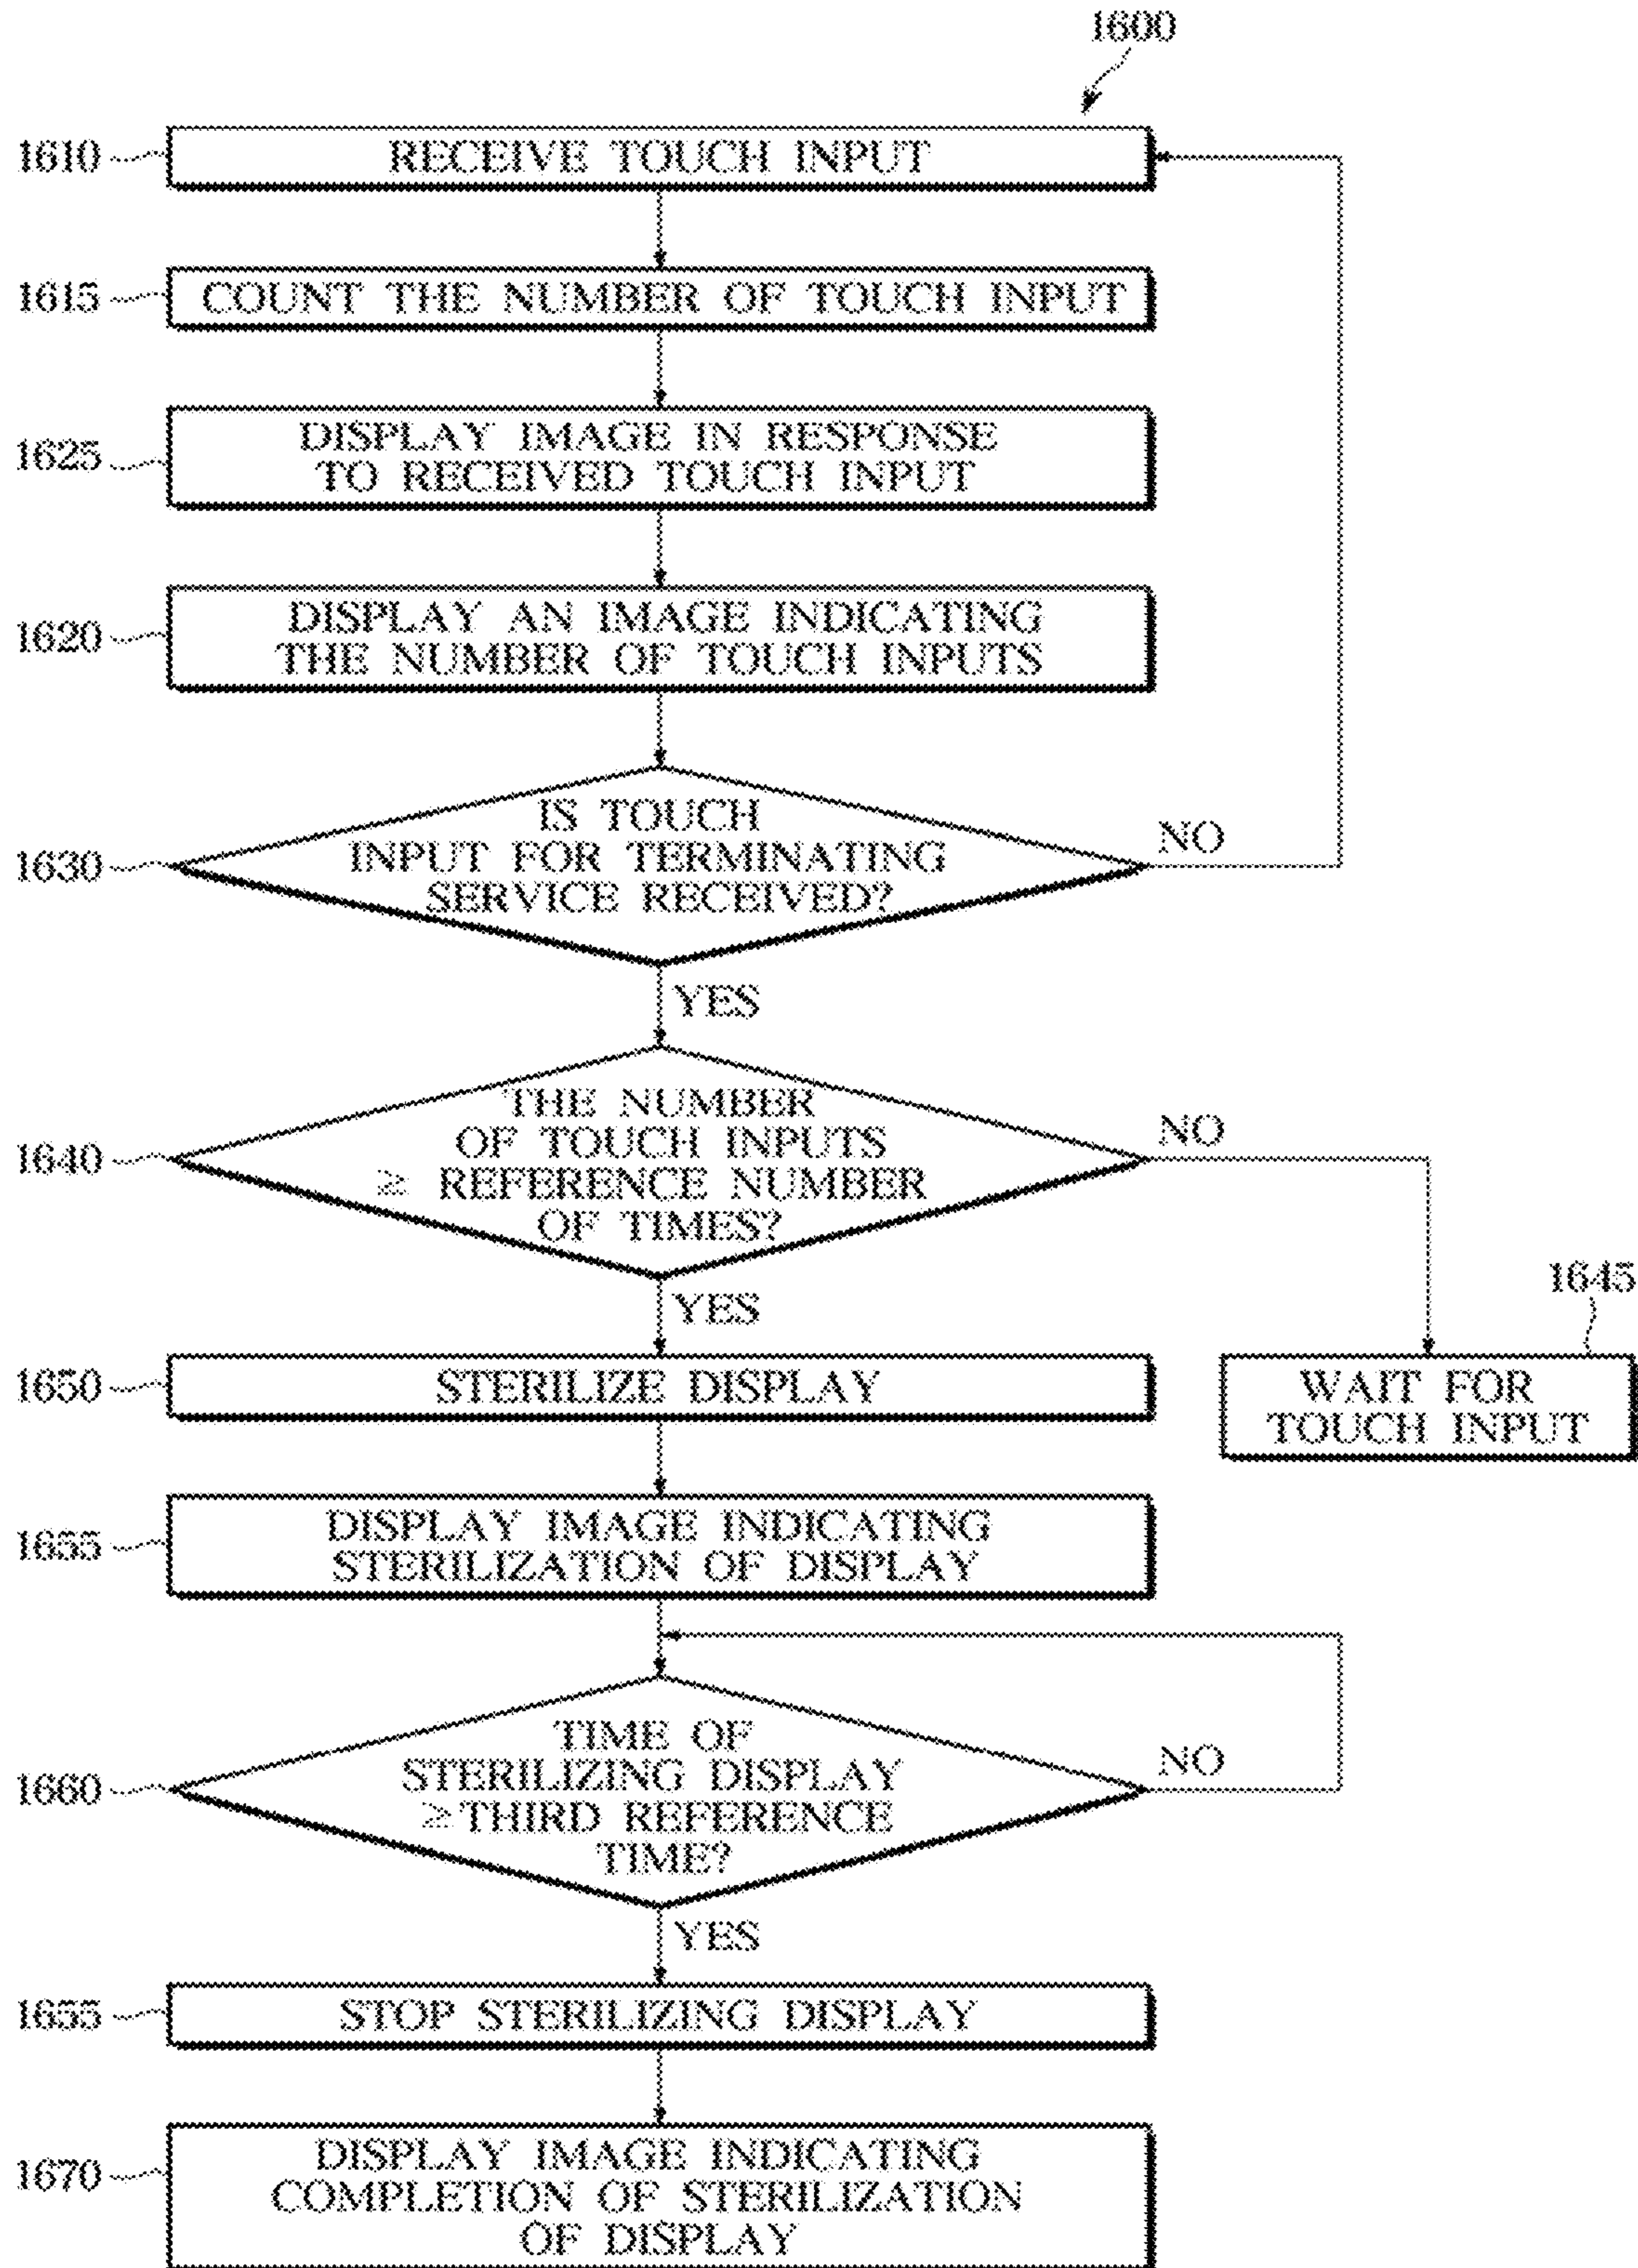 1600
1610
RECEIVE TOUCH INPUT
1615
COUNT THE NUMBER OF TOUCH INPUT
1625
DISPLAY IMAGE IN RESPONSE
TO RECEIVED TOUCH INPUT
1620
DISPLAY AN IMAGE INDICATING
THE NUMBER OF TOUCH INPUTS
1630
IS TOUCH
INPUT FOR TERMINATING
SERVICE RECEIVED?
NO
YES
1640
THE NUMBER
OF TOUCH INPUTS
≥ REFERENCE NUMBER
OF TIMES?
NO
YES
1645
WAIT FOR
TOUCH INPUT
1650
STERILIZE DISPLAY
1655
DISPLAY IMAGE INDICATING
STERILIZATION OF DISPLAY
1660
TIME OF
STERILIZING DISPLAY
≥THIRD REFERENCE
TIME?
NO
YES
1655
STOP STERILIZING DISPLAY
1670
DISPLAY IMAGE INDICATING
COMPLETION OF STERILIZATION
OF DISPLAY